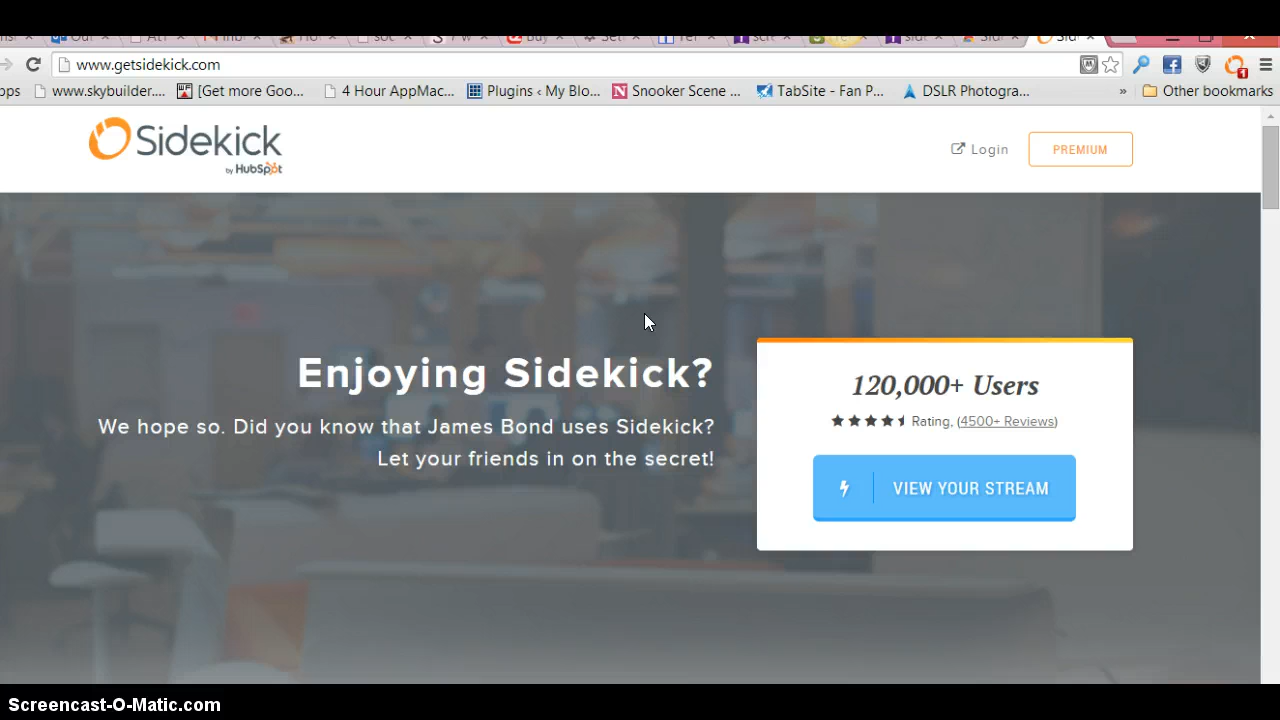 www.getsidekick.com
www.skybuilder.... [Get more Goo... 4 Hour AppMac... Plugins ‹ My Blo... Snooker Scene ... TabSite - Fan P... DSLR Photogra... » Other bookmarks
Sidekick
by HubSpot
Login
PREMIUM
Enjoying Sidekick?
We hope so. Did you know that James Bond uses Sidekick?
Let your friends in on the secret!
120,000+ Users
Rating, (4500+ Reviews)
VIEW YOUR STREAM
Screencast-O-Matic.com